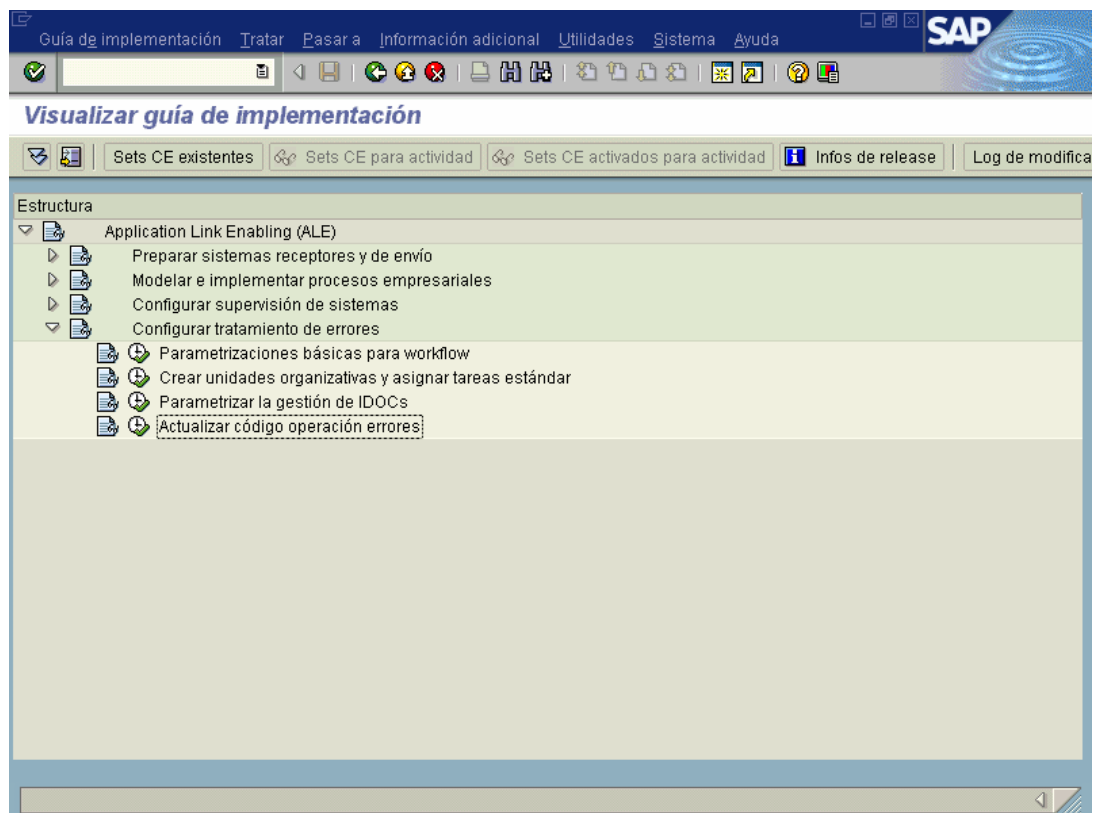 Guía de implementación Tratar Pasar a Información adicional Utilidades Sistema Ayuda
SAP
Visualizar guía de implementación
Sets CE existentes Sets CE para actividad Sets CE activados para actividad Infos de release Log de modifica
Estructura
Application Link Enabling (ALE)
Preparar sistemas receptores y de envío
Modelar e implementar procesos empresariales
Configurar supervisión de sistemas
Configurar tratamiento de errores
Parametrizaciones básicas para workflow
Crear unidades organizativas y asignar tareas estándar
Parametrizar la gestión de IDOCs
Actualizar código operación errores